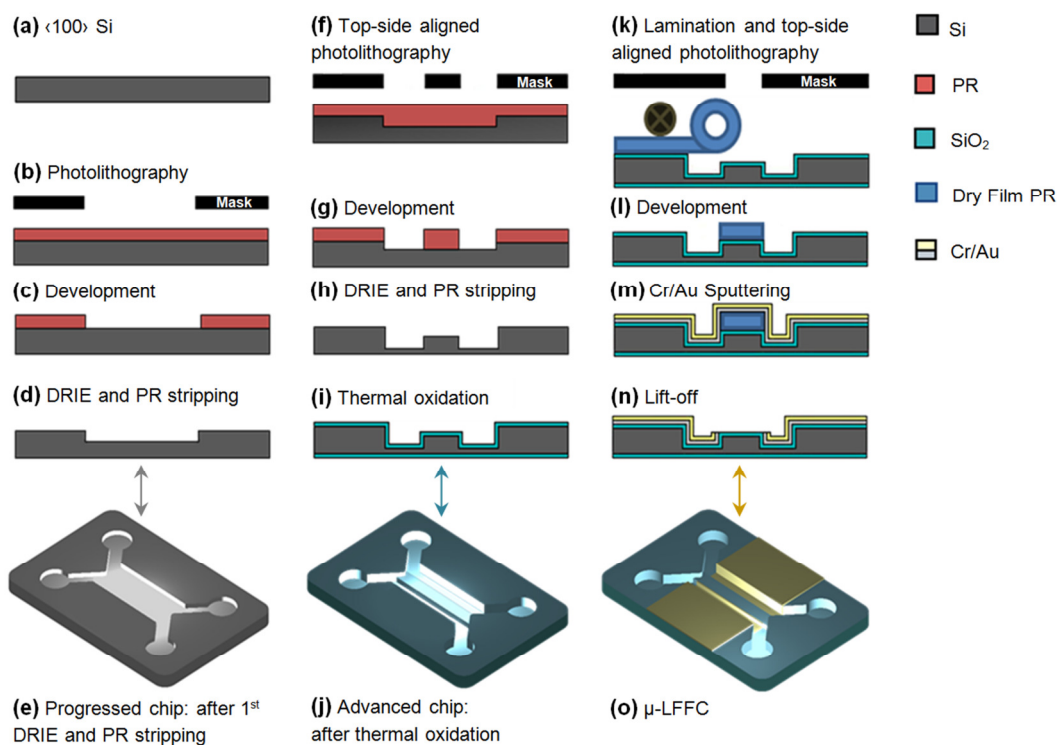 (a) ‹100› Si
(b) Photolithography
Mask
(c) Development
(d) DRIE and PR stripping
(e) Progressed chip: after 1st
DRIE and PR stripping
(f) Top-side aligned
photolithography
Mask
(g) Development
(h) DRIE and PR stripping
(i) Thermal oxidation
(j) Advanced chip:
after thermal oxidation
(k) Lamination and top-side
aligned photolithography
Mask
(l) Development
(m) Cr/Au Sputtering
(n) Lift-off
(o) µ-LFFC
Si
PR
SiO₂
Dry Film PR
Cr/Au